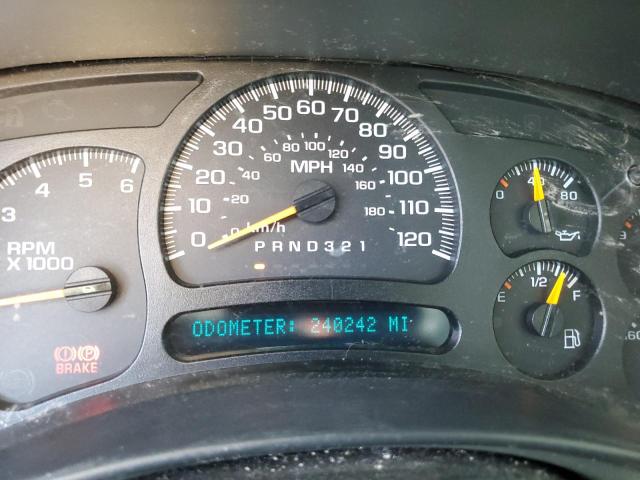 3 4 5 6
RPM
X 1000
BRAKE
0 10 20 30 40 50 60 70 80 90 100 110 120
20 40 60 80 100 120 140 160 180
MPH
0 km/h
P R N D 3 2 1
ODOMETER: 240242 MI
0 40 80
E 1/2 F
60